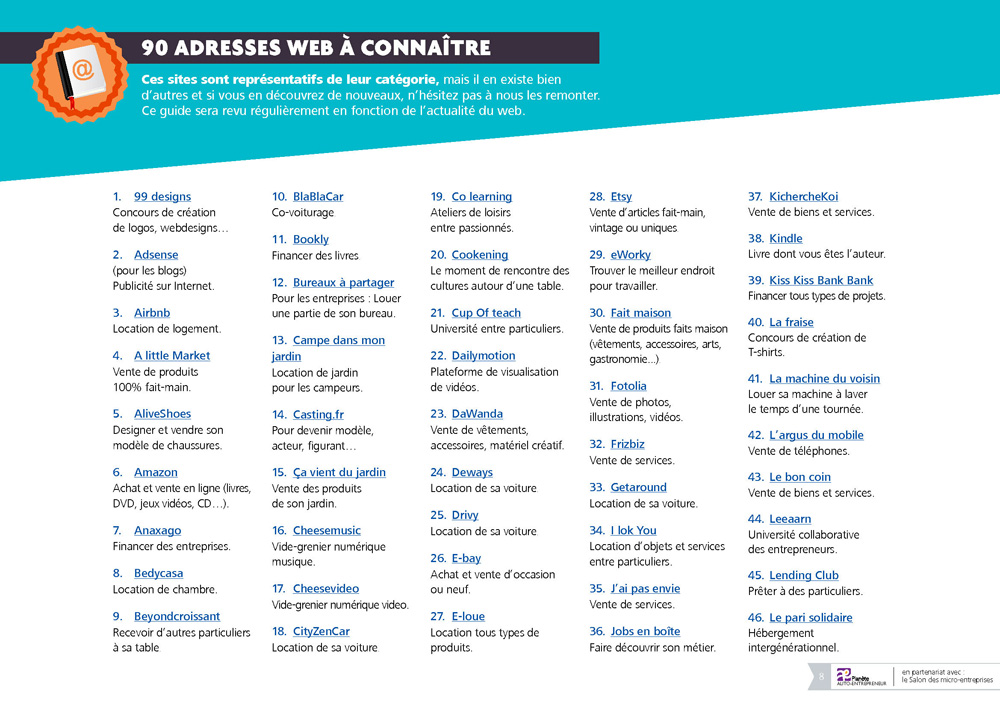 90 ADRESSES WEB À CONNAÎTRE
@
Ces sites sont représentatifs de leur catégorie, mais il en existe bien
d'autres et si vous en découvrez de nouveaux, n'hésitez pas à nous les remonter.
Ce guide sera revu régulièrement en fonction de l'actualité du web.
1. 99 designs
Concours de création
de logos, webdesigns…
2. Adsense
(pour les blogs)
Publicité sur Internet.
3. Airbnb
Location de logement.
4. A little Market
Vente de produits
100% fait-main.
5. AliveShoes
Designer et vendre son
modèle de chaussures.
6. Amazon
Achat et vente en ligne (livres,
DVD, jeux vidéos, CD…).
7. Anaxago
Financer des entreprises.
8. Bedycasa
Location de chambre.
9. Beyondcroissant
Recevoir d'autres particuliers
à sa table
10. BlaBlaCar
Co-voiturage
11. Bookly
Financer des livres
12. Bureaux à partager
Pour les entreprises : Louer
une partie de son bureau.
13. Campe dans mon
jardin
Location de jardin
pour les campeurs.
14. Casting.fr
Pour devenir modèle,
acteur, figurant…
15. Ça vient du jardin
Vente des produits
de son jardin.
16. Cheesemusic
Vide-grenier numérique
musique.
17. Cheesevideo
Vide-grenier numérique video.
18. CityZenCar
Location de sa voiture
19. Co learning
Ateliers de loisirs
entre passionnés.
20. Cookening
Le moment de rencontre des
cultures autour d'une table.
21. Cup Of teach
Université entre particuliers.
22. Dailymotion
Plateforme de visualisation
de vidéos.
23. DaWanda
Vente de vêtements,
accessoires, matériel créatif.
24. Deways
Location de sa voiture
25. Drivy
Location de sa voiture
26. E-bay
Achat et vente d'occasion
ou neuf.
27. E-loue
Location tous types de
produits.
28. Etsy
Vente d'articles fait-main,
vintage ou uniques
29. eWorky
Trouver le meilleur endroit
pour travailler.
30. Fait maison
Vente de produits faits maison
(vêtements, accessoires, arts,
gastronomie...)
31. Fotolia
Vente de photos,
illustrations, vidéos.
32. Frizbiz
Vente de services.
33. Getaround
Location de sa voiture.
34. I lok You
Location d'objets et services
entre particuliers.
35. J'ai pas envie
Vente de services.
36. Jobs en boîte
Faire découvrir son métier.
37. KichercheKoi
Vente de biens et services.
38. Kindle
Livre dont vous êtes l'auteur.
39. Kiss Kiss Bank Bank
Financer tous types de projets.
40. La fraise
Concours de création de
T-shirts.
41. La machine du voisin
Louer sa machine à laver
le temps d'une tournée.
42. L'argus du mobile
Vente de téléphones.
43. Le bon coin
Vente de biens et services.
44. Leeaarn
Université collaborative
des entrepreneurs.
45. Lending Club
Prêter à des particuliers.
46. Le pari solidaire
Hébergement
intergénérationnel.
8
Planète
AUTO-ENTREPRENEUR
en partenariat avec :
le Salon des micro-entreprises